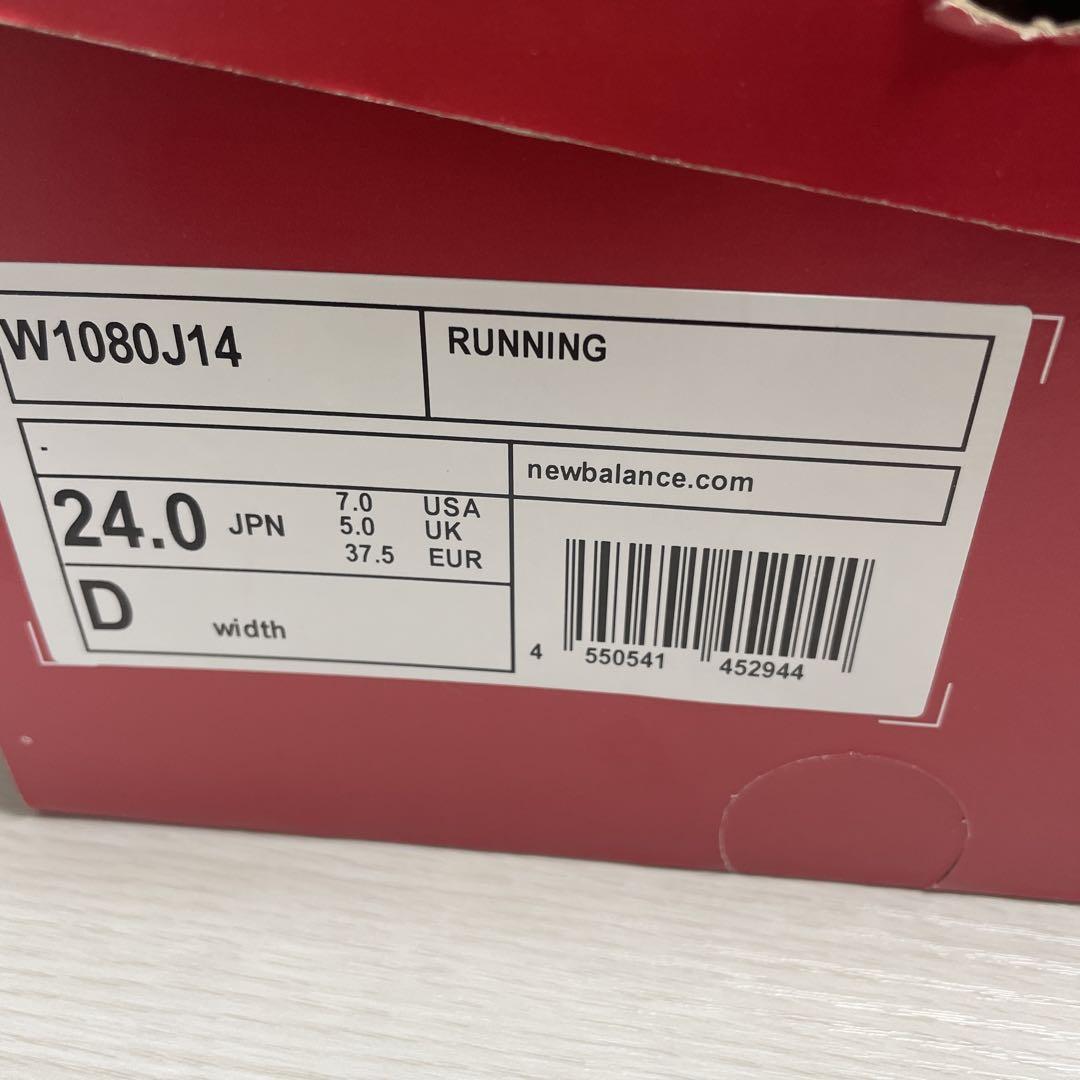 W1080J14
RUNNING
-
newbalance.com
24.0 JPN
7.0 USA
5.0 UK
37.5 EUR
D width
4 550541 452944